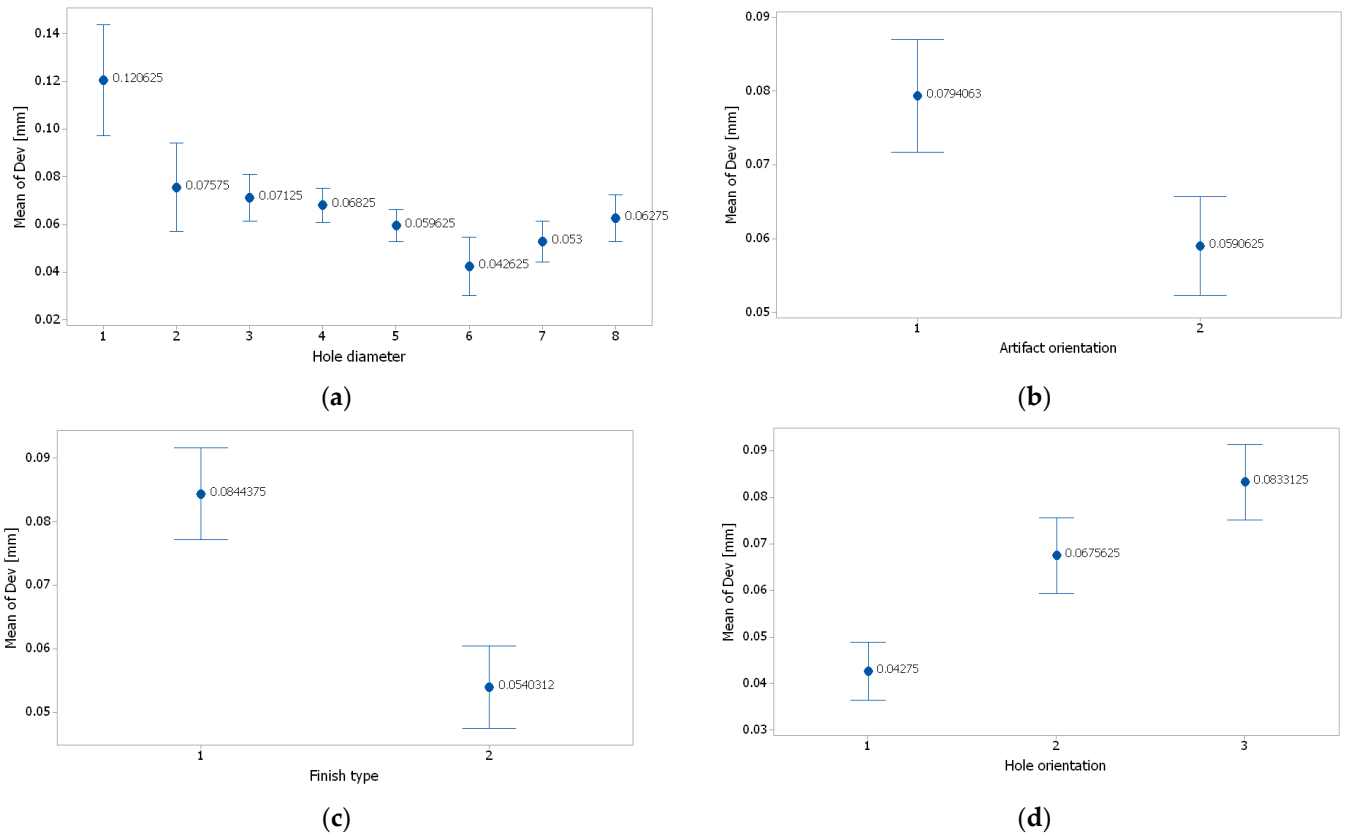 Mean of Dev [mm]
0.14
0.12
0.10
0.08
0.06
0.04
0.02
0.120625
0.07575
0.07125
0.06825
0.059625
0.042625
0.053
0.06275
1 2 3 4 5 6 7 8
Hole diameter
(a)
Mean of Dev [mm]
0.09
0.08
0.07
0.06
0.05
0.0794063
0.0590625
1 2
Artifact orientation
(b)
Mean of Dev [mm]
0.09
0.08
0.07
0.06
0.05
0.0844375
0.0540312
1 2
Finish type
(c)
Mean of Dev [mm]
0.09
0.08
0.07
0.06
0.05
0.04
0.03
0.04275
0.0675625
0.0833125
1 2 3
Hole orientation
(d)